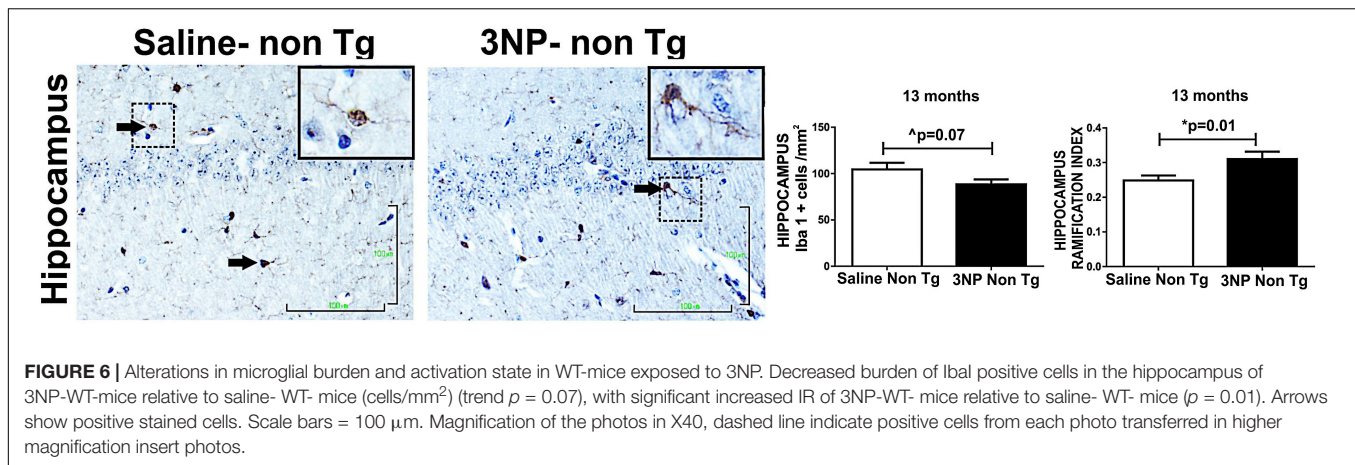 Saline- non Tg
3NP- non Tg
Hippocampus
100µm
100µm
100µm
100µm
13 months
HIPPOCAMPUS
Iba 1 + cells /mm²
150
100
50
0
^p=0.07
Saline Non Tg
3NP Non Tg
13 months
HIPPOCAMPUS
RAMIFICATION INDEX
0.4
0.3
0.2
0.1
0.0
*p=0.01
Saline Non Tg
3NP Non Tg
FIGURE 6 | Alterations in microglial burden and activation state in WT-mice exposed to 3NP. Decreased burden of IbaI positive cells in the hippocampus of
3NP-WT-mice relative to saline- WT- mice (cells/mm²) (trend p = 0.07), with significant increased IR of 3NP-WT- mice relative to saline- WT- mice (p = 0.01). Arrows
show positive stained cells. Scale bars = 100 µm. Magnification of the photos in X40, dashed line indicate positive cells from each photo transferred in higher
magnification insert photos.